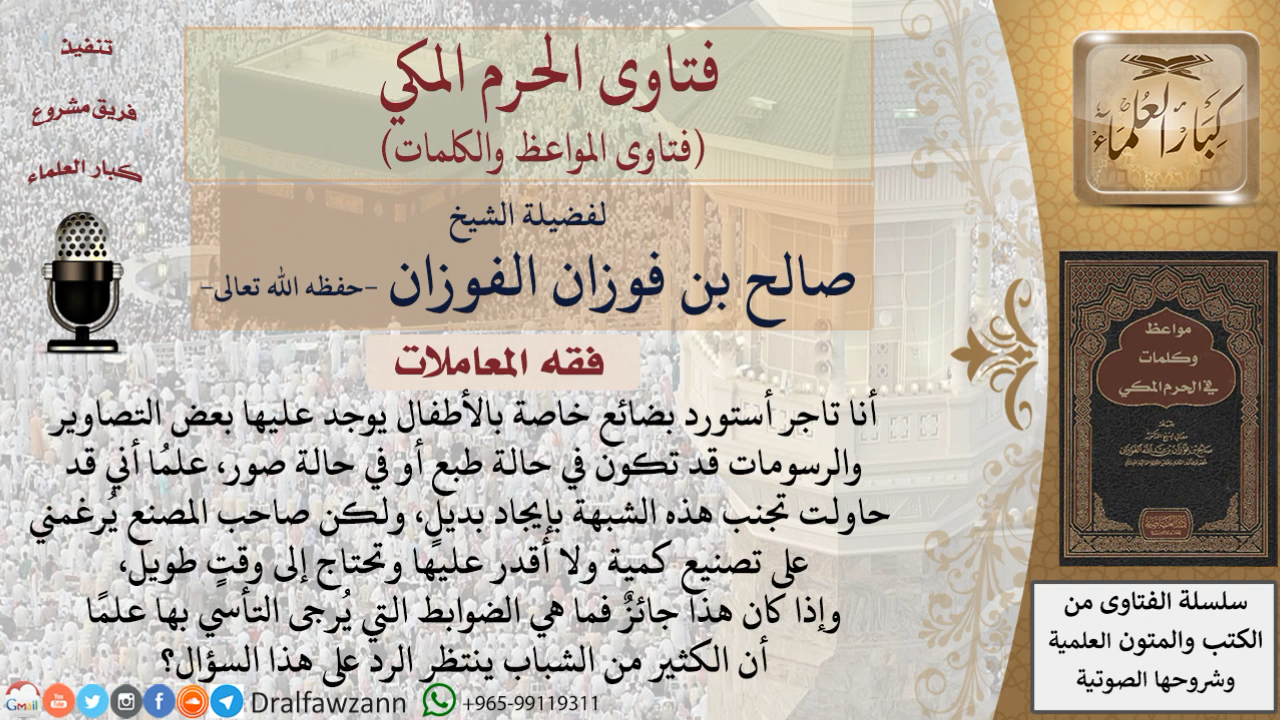 تنفيذ
فريق مشروع
كبار العلماء
فتاوى الحرم المكي
(فتاوى المواعظ والكلمات)
لفضيلة الشيخ
صالح بن فوزان الفوزان -حفظه الله تعالى-
فقه المعاملات
أنا تاجر أستورد بضائع خاصة بالأطفال يوجد عليها بعض التصاوير
والرسومات قد تكون في حالة طبع أو في حالة صور، علمُا أني قد
حاولت تجنب هذه الشبهة بإيجاد بديلٍ، ولكن صاحب المصنع يُرغمني
على تصنيع كمية ولا أقدر عليها وتحتاج إلى وقتٍ طويل،
وإذا كان هذا جائزٌ فما هي الضوابط التي يُرجى التأسي بها علمًا
أن الكثير من الشباب ينتظر الرد على هذا السؤال؟
كبار العلماء
مواعظ
وكلمات
في الحرم المكي
سلسلة الفتاوى من
الكتب والمتون العلمية
وشروحها الصوتية
Gmail
You Tube
Dralfawzann
+965-99119311